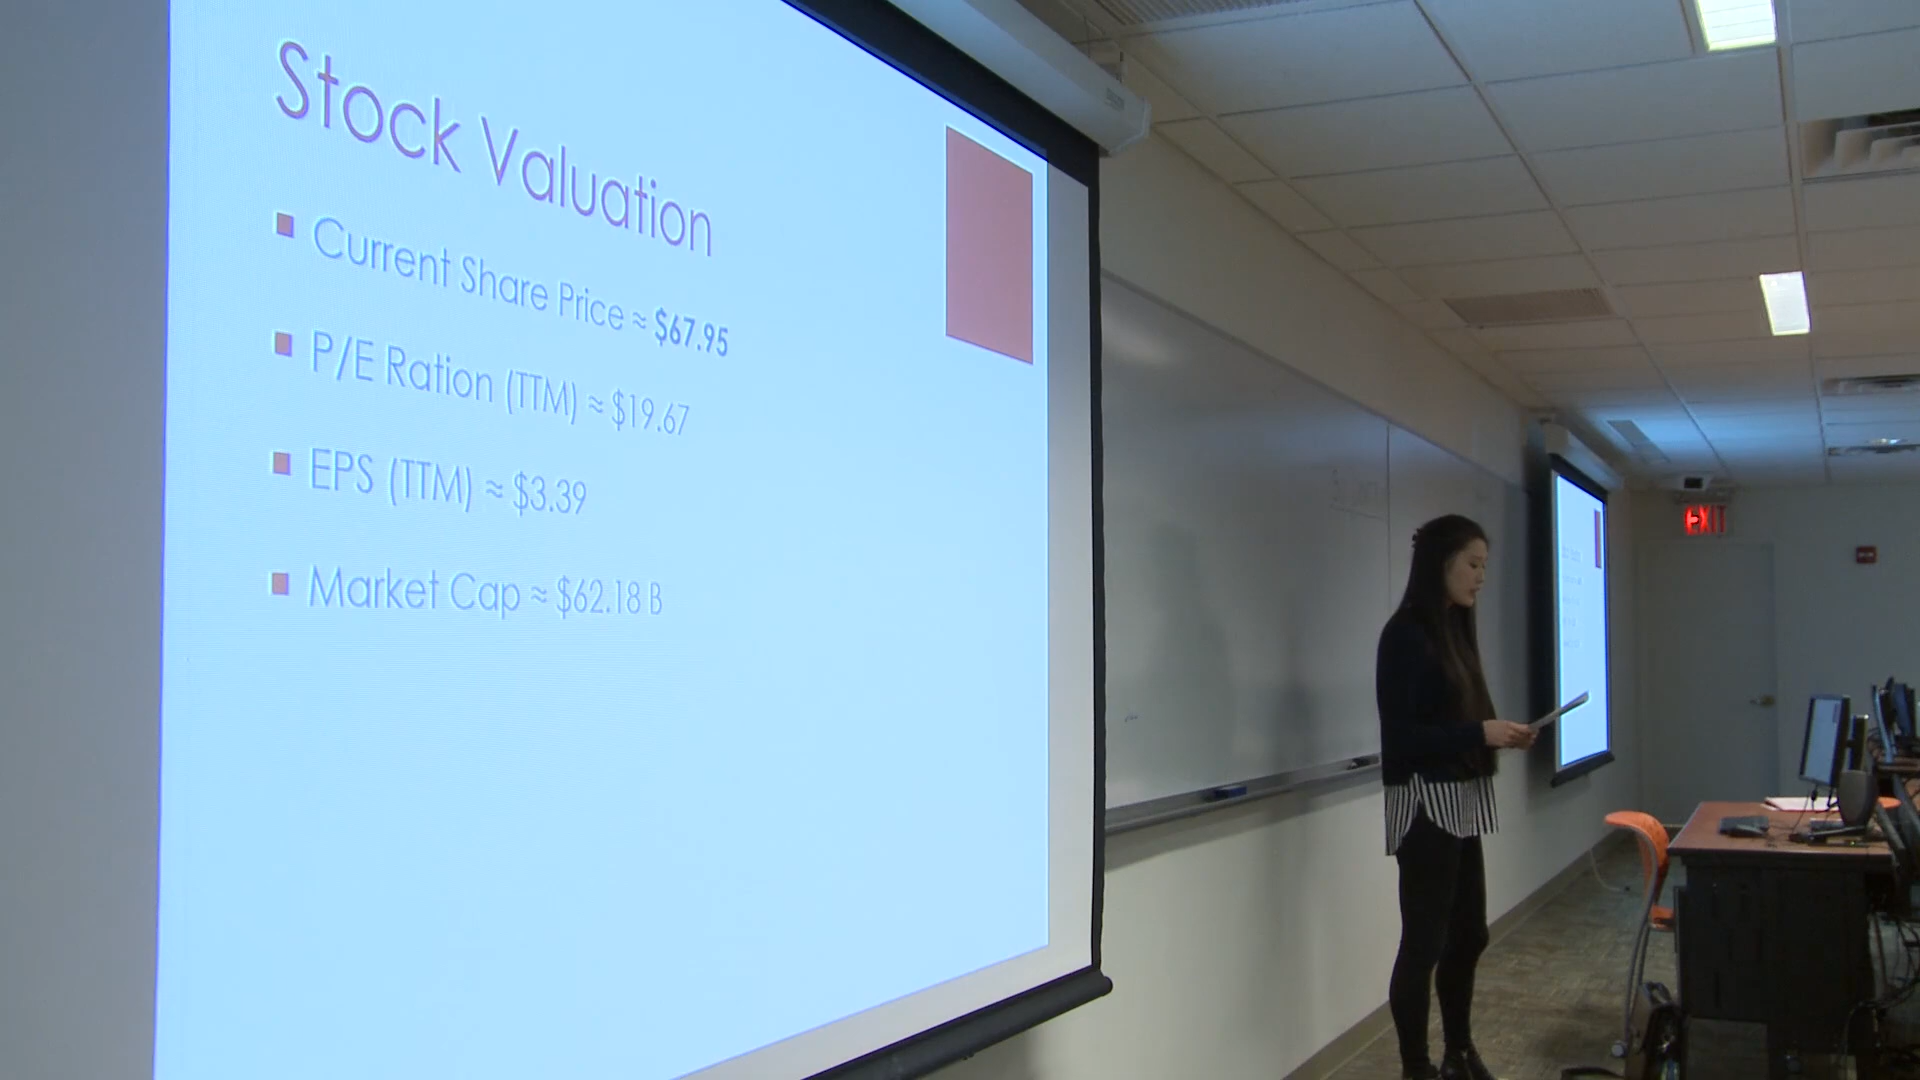 Stock Valuation
▪ Current Share Price ≈ $67.95
▪ P/E Ration (TTM) ≈ $19.67
▪ EPS (TTM) ≈ $3.39
▪ Market Cap ≈ $62.18 B
EXIT